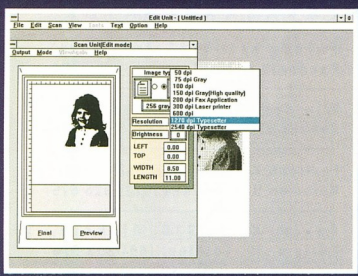 Edit Unit - ( Untitled )
File Edit Scan View Tools Text Option Help
Scan Unit[Edit mode]
Output Mode Viewtools Help
Image ty
256 gray
Resolution
Brightness 0
LEFT 0.00
TOP 0.00
WIDTH 8.50
LENGTH 11.00
50 dpi
75 dpi Gray
100 dpi
150 dpi Gray(High quality)
200 dpi Fax Application
300 dpi Laser printer
600 dpi
1270 dpi Typesetter
2540 dpi Typesetter
Final Preview